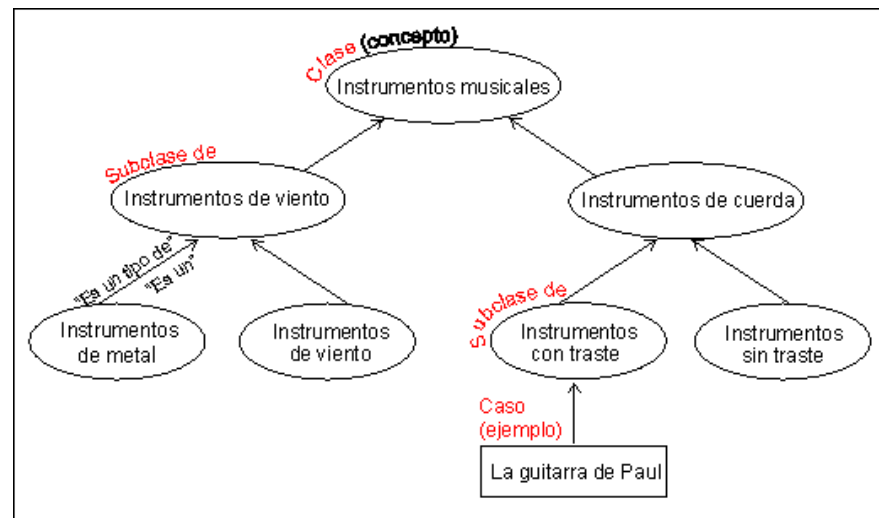 Clase (concepto)
Instrumentos musicales
Subclase de
Instrumentos de viento
Instrumentos de cuerda
"Es un tipo de"
"Es un"
Subclase de
Instrumentos
de metal
Instrumentos
de viento
Instrumentos
con traste
Instrumentos
sin traste
Caso
(ejemplo)
La guitarra de Paul